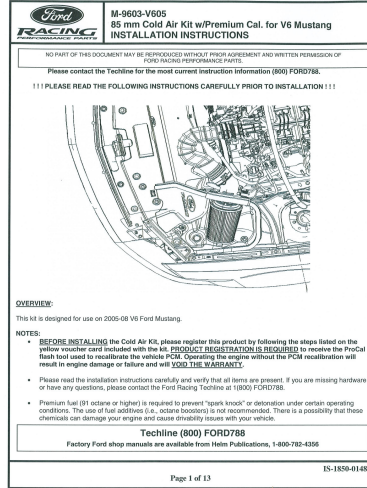 Ford
RACING
PERFORMANCE PARTS
M-9603-V605
85 mm Cold Air Kit w/Premium Cal. for V6 Mustang
INSTALLATION INSTRUCTIONS
NO PART OF THIS DOCUMENT MAY BE REPRODUCED WITHOUT PRIOR AGREEMENT AND WRITTEN PERMISSION OF
FORD RACING PERFORMANCE PARTS.
Please contact the Techline for the most current instruction information (800) FORD788.
! ! ! PLEASE READ THE FOLLOWING INSTRUCTIONS CAREFULLY PRIOR TO INSTALLATION ! ! !
OVERVIEW:
This kit is designed for use on 2005-08 V6 Ford Mustang.
NOTES:
• BEFORE INSTALLING the Cold Air Kit, please register this product by following the steps listed on the
yellow voucher card included with the kit. PRODUCT REGISTRATION IS REQUIRED to receive the ProCal
flash tool used to recalibrate the vehicle PCM. Operating the engine without the PCM recalibration will
result in engine damage or failure and will VOID THE WARRANTY.
• Please read the installation instructions carefully and verify that all items are present. If you are missing hardware
or have any questions, please contact the Ford Racing Techline at 1(800) FORD788.
• Premium fuel (91 octane or higher) is required to prevent "spark knock" or detonation under certain operating
conditions. The use of fuel additives (i.e., octane boosters) is not recommended. There is a possibility that these
chemicals can damage your engine and cause drivability issues with your vehicle.
Techline (800) FORD788
Factory Ford shop manuals are available from Helm Publications, 1-800-782-4356
IS-1850-0148
Page 1 of 13